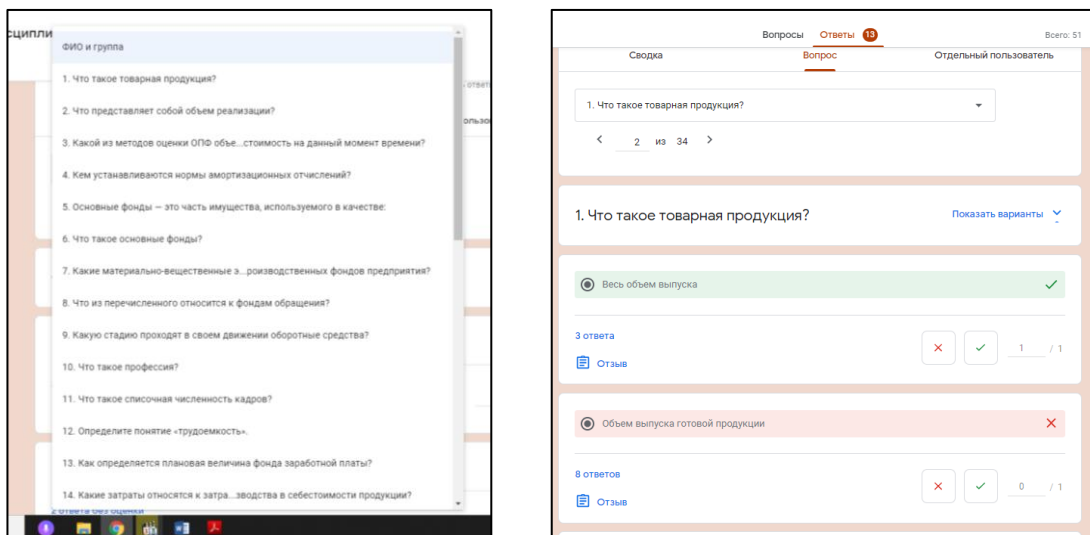 сципли
ФИО и группа
1. Что такое товарная продукция?
2. Что представляет собой объем реализации?
3. Какой из методов оценки ОПФ объе...стоимость на данный момент времени?
4. Кем устанавливаются нормы амортизационных отчислений?
5. Основные фонды — это часть имущества, используемого в качестве:
6. Что такое основные фонды?
7. Какие материально-вещественные э...роизводственных фондов предприятия?
8. Что из перечисленного относится к фондам обращения?
9. Какую стадию проходят в своем движении оборотные средства?
10. Что такое профессия?
11. Что такое списочная численность кадров?
12. Определите понятие «трудоемкость».
13. Как определяется плановая величина фонда заработной платы?
14. Какие затраты относятся к затра...зводства в себестоимости продукции?
2 ответа без оценки
Вопросы Ответы 13 Всего: 51
Сводка Вопрос Отдельный пользователь
1. Что такое товарная продукция?
2 из 34
1. Что такое товарная продукция? Показать варианты
Весь объем выпуска
3 ответа
1 / 1
Отзыв
Объем выпуска готовой продукции
8 ответов
0 / 1
Отзыв